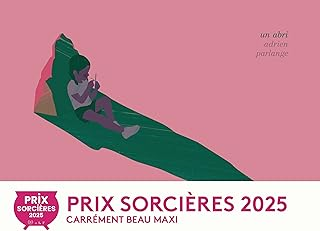 un abri
adrien
parlange
PRIX
SORCIÈRES
2025
PRIX SORCIÈRES 2025
CARRÉMENT BEAU MAXI